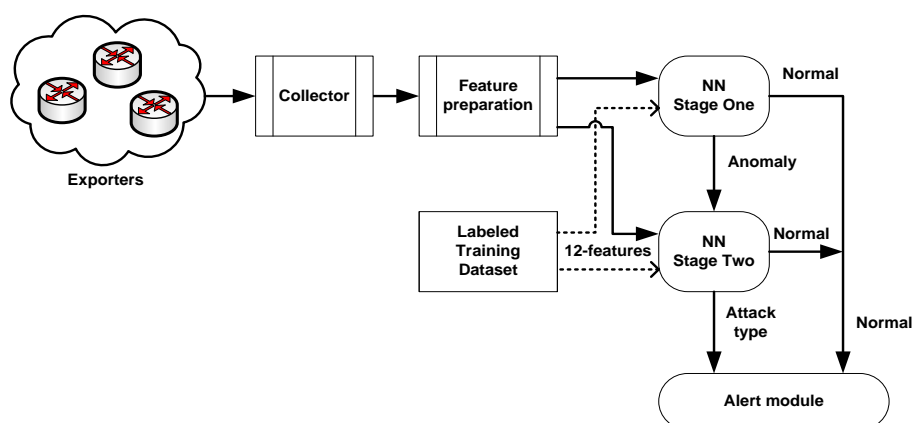 Exporters
Collector
Feature
preparation
NN
Stage One
Normal
Anomaly
Labeled
Training
Dataset
12-features
NN
Stage Two
Normal
Attack
type
Normal
Alert module